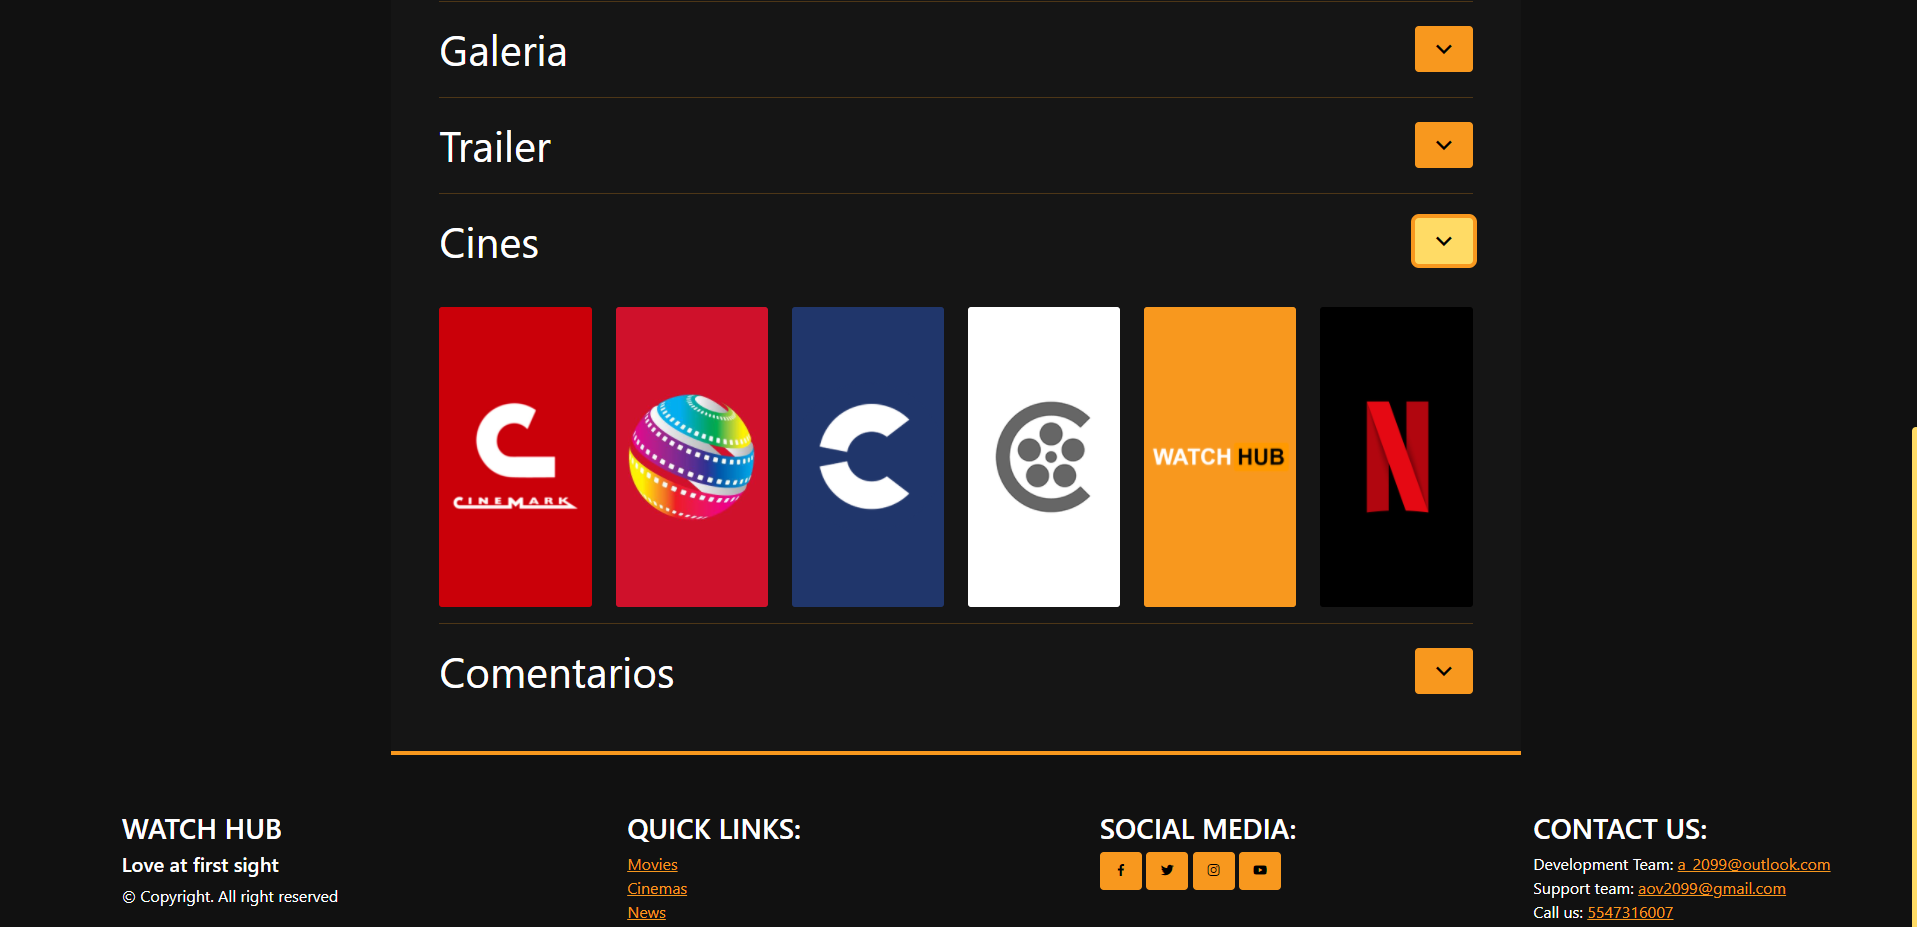 Galeria
Trailer
Cines
CINEMARK
WATCH HUB
Comentarios
WATCH HUB
Love at first sight
© Copyright. All right reserved
QUICK LINKS:
Movies
Cinemas
News
SOCIAL MEDIA:
CONTACT US:
Development Team: a_2099@outlook.com
Support team: aov2099@gmail.com
Call us: 5547316007